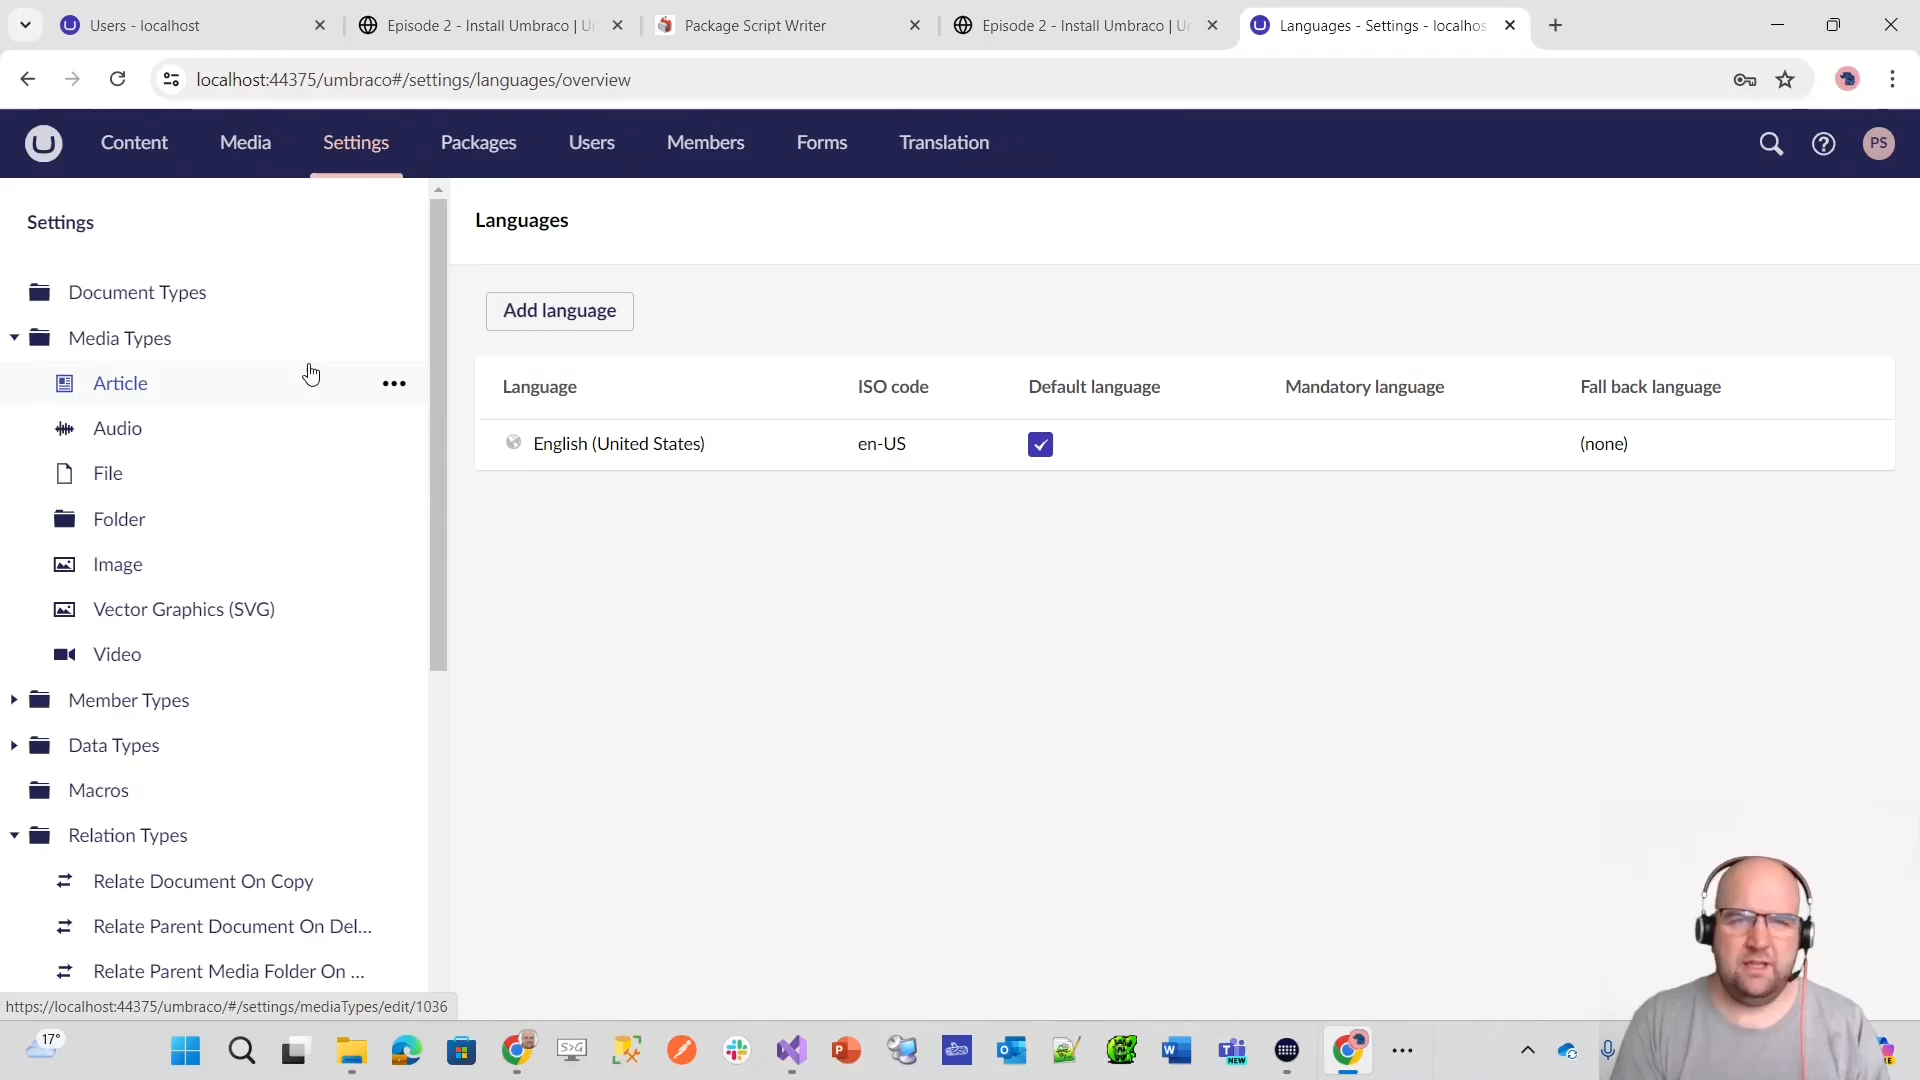 Users - localhost
Episode 2 - Install Umbraco | U
Package Script Writer
Episode 2 - Install Umbraco | U
Languages - Settings - localhos
localhost:44375/umbraco#/settings/languages/overview
Content
Media
Settings
Packages
Users
Members
Forms
Translation
PS
Settings
Document Types
Media Types
Article
Audio
File
Folder
Image
Vector Graphics (SVG)
Video
Member Types
Data Types
Macros
Relation Types
Relate Document On Copy
Relate Parent Document On Del...
Relate Parent Media Folder On ...
Languages
Add language
Language ISO code Default language Mandatory language Fall back language
English (United States) en-US (none)
https://localhost:44375/umbraco/#/settings/mediaTypes/edit/1036
17°
S>G
NEW